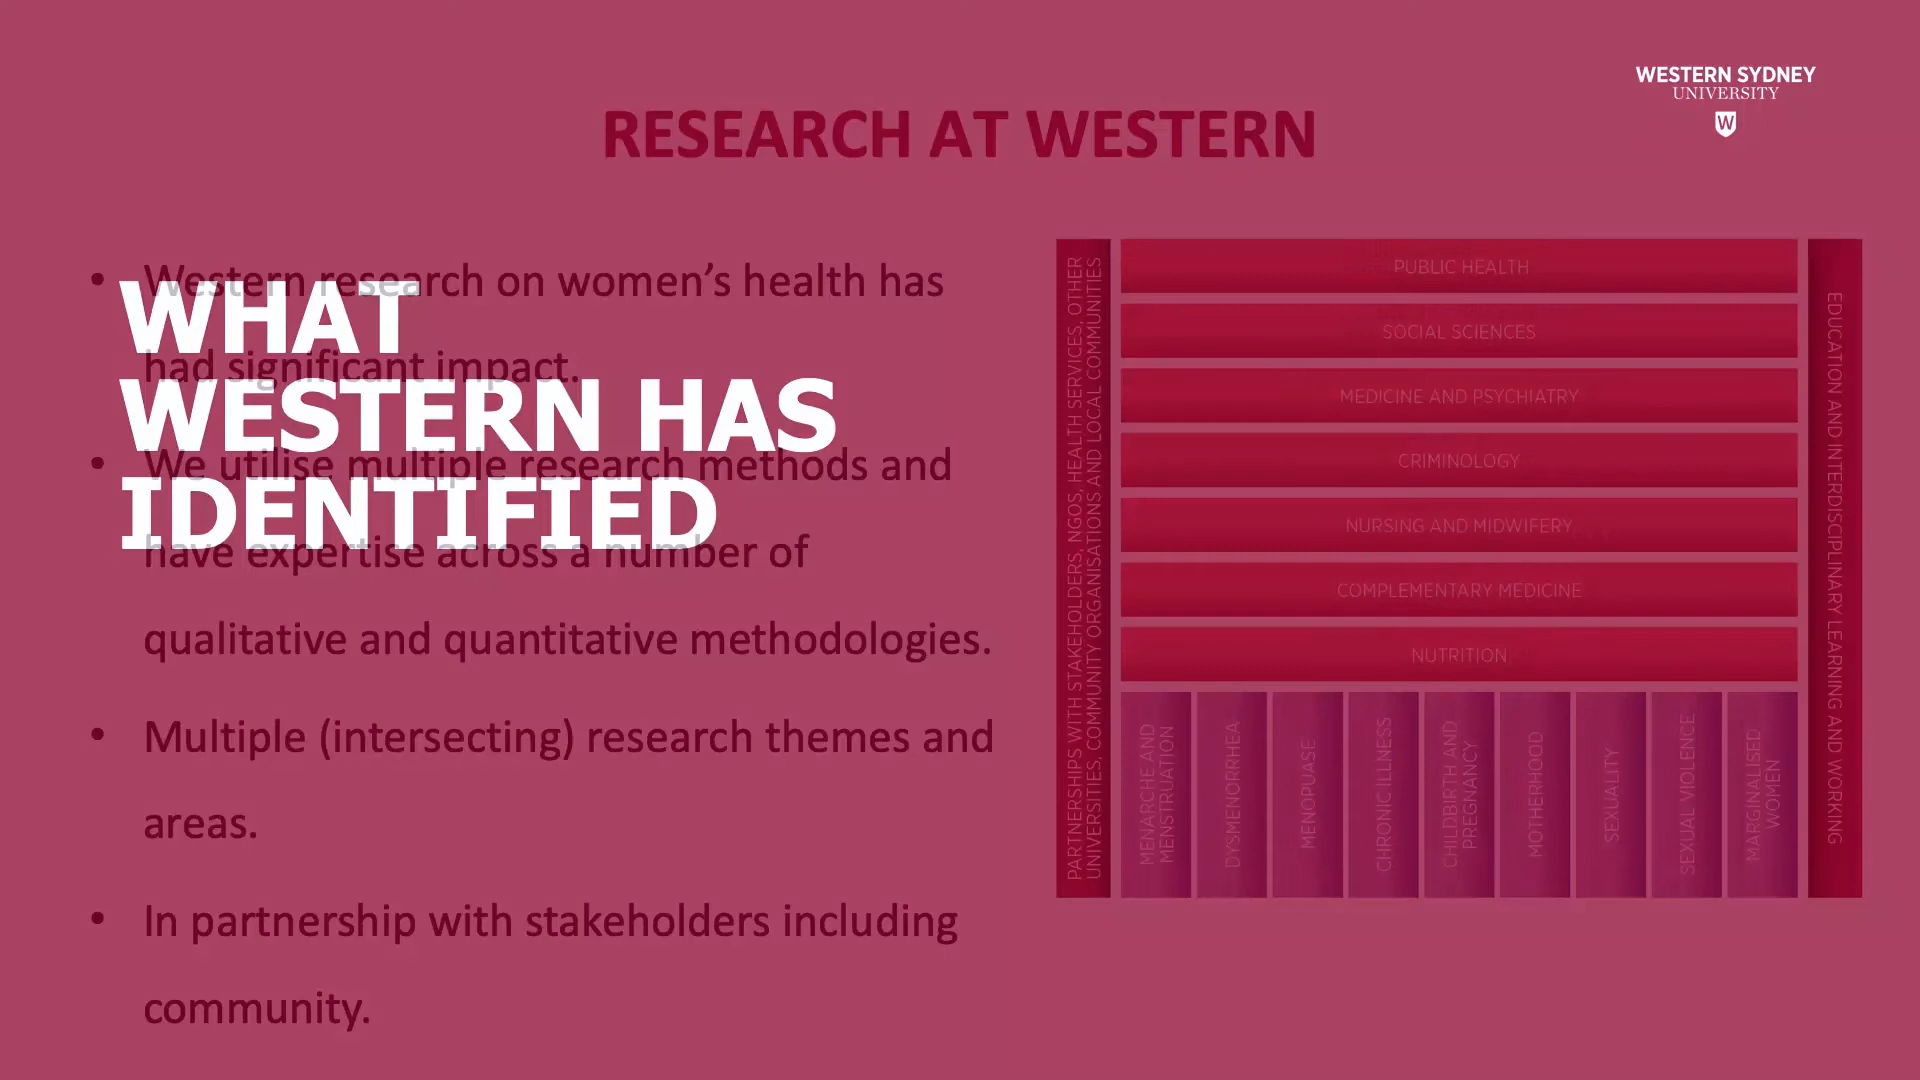 WESTERN SYDNEY
UNIVERSITY
W
RESEARCH AT WESTERN
WHAT
WESTERN HAS
IDENTIFIED
• Western research on women’s health has
had significant impact.
• We utilise multiple research methods and
have expertise across a number of
qualitative and quantitative methodologies.
• Multiple (intersecting) research themes and
areas.
• In partnership with stakeholders including
community.
PARTNERSHIPS WITH STAKEHOLDERS, NGOS, HEALTH SERVICES, OTHER
UNIVERSITIES, COMMUNITY ORGANISATIONS AND LOCAL COMMUNITIES
PUBLIC HEALTH
SOCIAL SCIENCES
MEDICINE AND PSYCHIATRY
CRIMINOLOGY
NURSING AND MIDWIFERY
COMPLEMENTARY MEDICINE
NUTRITION
MENARCHE AND
MENSTRUATION
DYSMENORRHEA
MENOPUASE
CHRONIC ILLNESS
CHILDBIRTH AND
PREGNANCY
MOTHERHOOD
SEXUALITY
SEXUAL VIOLENCE
MARGINALISED
WOMEN
EDUCATION AND INTERDISCIPLINARY LEARNING AND WORKING